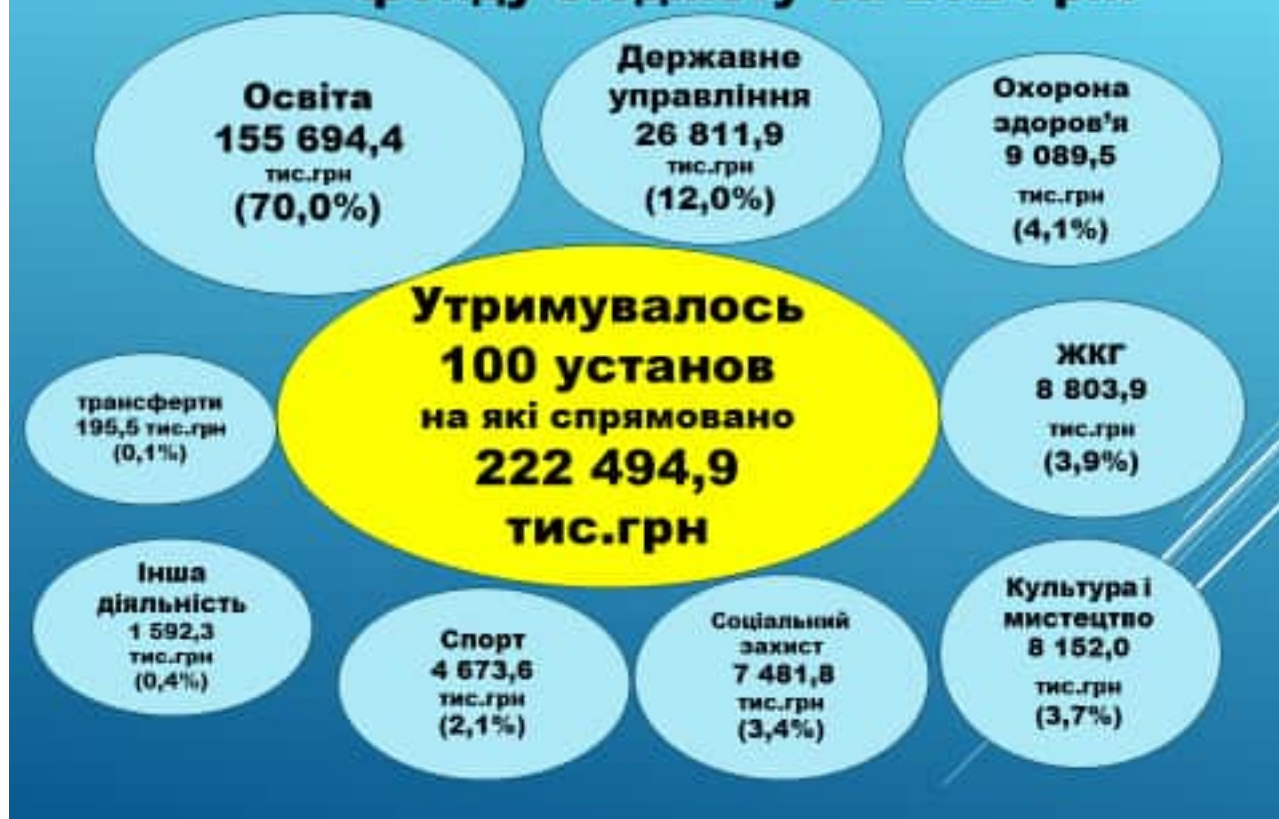 Освіта
155 694,4
тис.грн
(70,0%)
Державне
управління
26 811,9
тис.грн
(12,0%)
Охорона
здоров'я
9 089,5
тис.грн
(4,1%)
Утримувалось
100 установ
на які спрямовано
222 494,9
тис.грн
ЖКГ
8 803,9
тис.грн
(3,9%)
трансферти
195,5 тис.грн
(0,1%)
Інша
діяльність
1 592,3
тис.грн
(0,4%)
Спорт
4 673,6
тис.грн
(2,1%)
Соціальний
захист
7 481,8
тис.грн
(3,4%)
Культура і
мистецтво
8 152,0
тис.грн
(3,7%)